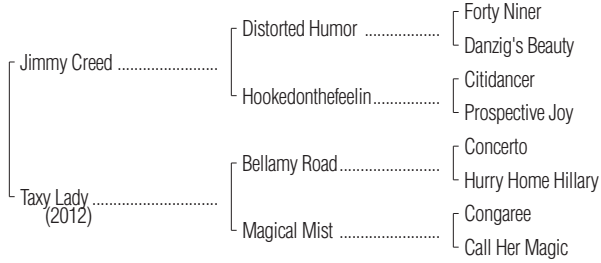 Forty Niner
Distorted Humor ..................
Danzig's Beauty
Jimmy Creed .........................
Citidancer
Hookedonthefeelin.................
Prospective Joy
Concerto
Bellamy Road.........................
Hurry Home Hillary
Taxy Lady ...............................
(2012)
Congaree
Magical Mist .........................
Call Her Magic